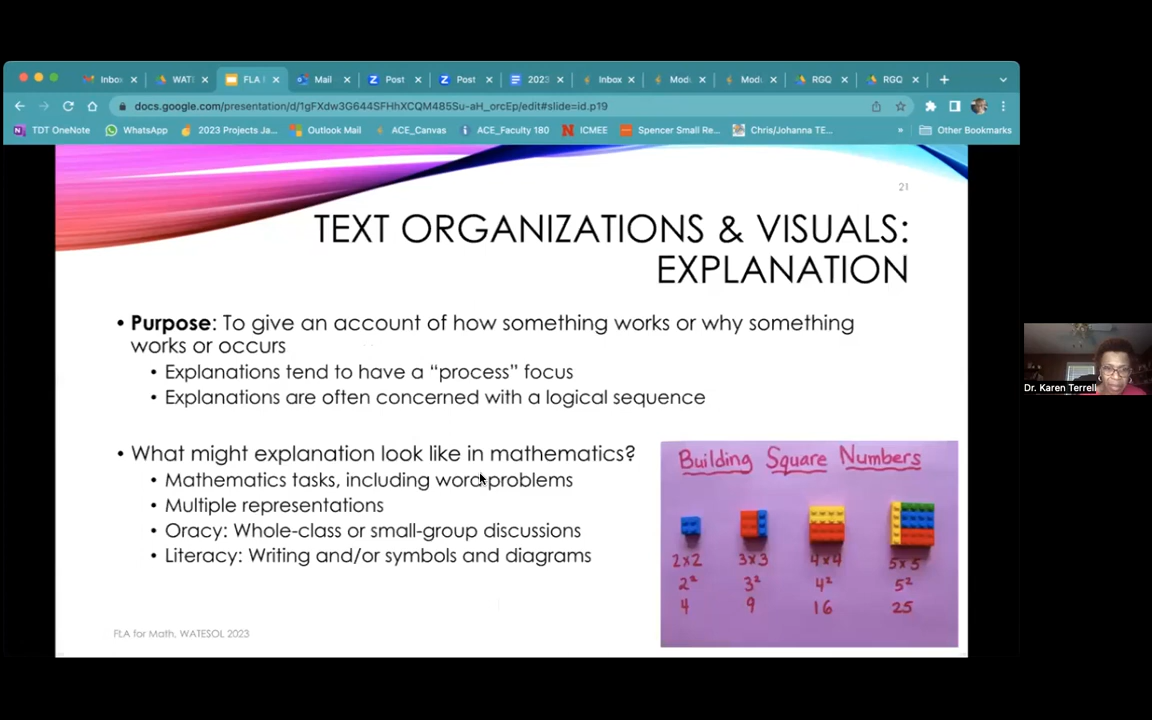 Inbo
WATE
FLA
Mail
Post
Post
2023
Inbox
Modu
Modu
RGQ
RGQ
docs.google.com/presentation/d/1gFXdw3G644SFHhXCQM485Su-aH_orcEp/edit#slide=id.p19
TDT OneNote
WhatsApp
2023 Projects Ja...
Outlook Mail
ACE_Canvas
ACE_Faculty 180
ICMEE
Spencer Small Re...
Chris/Johanna TE...
»
Other Bookmarks
21
TEXT ORGANIZATIONS & VISUALS:
EXPLANATION
• Purpose: To give an account of how something works or why something
works or occurs
• Explanations tend to have a “process” focus
• Explanations are often concerned with a logical sequence
• What might explanation look like in mathematics?
• Mathematics tasks, including word problems
• Multiple representations
• Oracy: Whole-class or small-group discussions
• Literacy: Writing and/or symbols and diagrams
Building Square Numbers
2x2 3x3 4x4 5x5
2² 3² 4² 5²
4 9 16 25
FLA for Math, WATESOL 2023
Dr. Karen Terrell